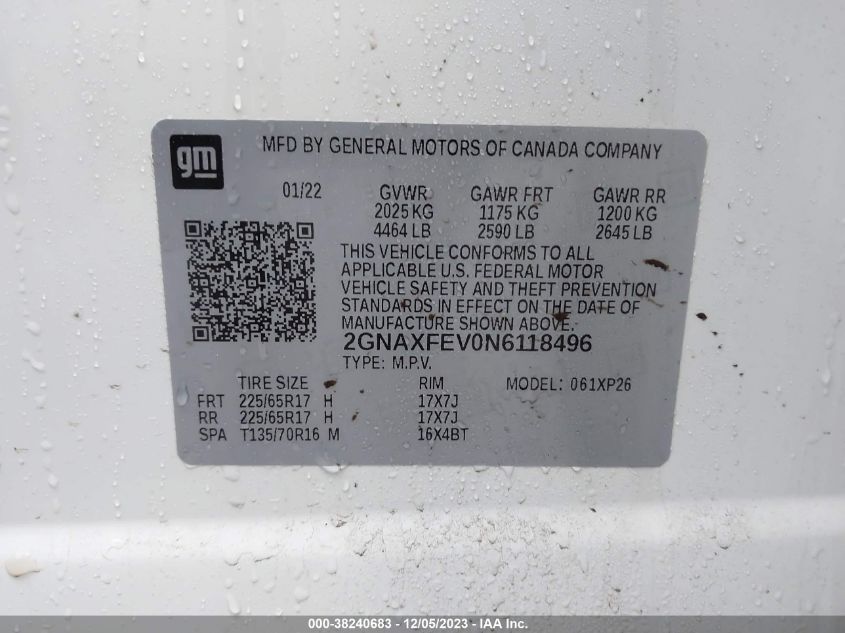 gm
MFD BY GENERAL MOTORS OF CANADA COMPANY
01/22 GVWR GAWR FRT GAWR RR
2025 KG 1175 KG 1200 KG
4464 LB 2590 LB 2645 LB
THIS VEHICLE CONFORMS TO ALL
APPLICABLE U.S. FEDERAL MOTOR
VEHICLE SAFETY AND THEFT PREVENTION
STANDARDS IN EFFECT ON THE DATE OF
MANUFACTURE SHOWN ABOVE.
2GNAXFEV0N6118496
TYPE: M.P.V.
TIRE SIZE RIM MODEL: 061XP26
FRT 225/65R17 H 17X7J
RR 225/65R17 H 17X7J
SPA T135/70R16 M 16X4BT
000-38240683 - 12/05/2023 - Copyright © IAA, Inc.